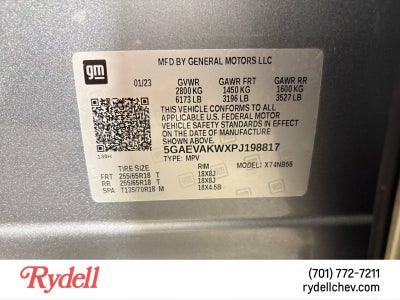 gm
MFD BY GENERAL MOTORS LLC
01/23 GVWR GAWR FRT GAWR RR
2800 KG 1450 KG 1600 KG
6173 LB 3196 LB 3527 LB
THIS VEHICLE CONFORMS TO ALL
APPLICABLE U.S. FEDERAL MOTOR
VEHICLE SAFETY STANDARDS IN EFFECT
ON THE DATE OF MANUFACTURE SHOWN ABOVE.
5GAEVAKWXPJ198817
TYPE: MPV MODEL: X74NB56
TIRE SIZE RIM
FRT 255/65R18 T 18X8J
RR 255/65R18 T 18X8J
SPA T135/70R18 M 18X4.5B
Rydell
(701) 772-7211
rydellchev.com